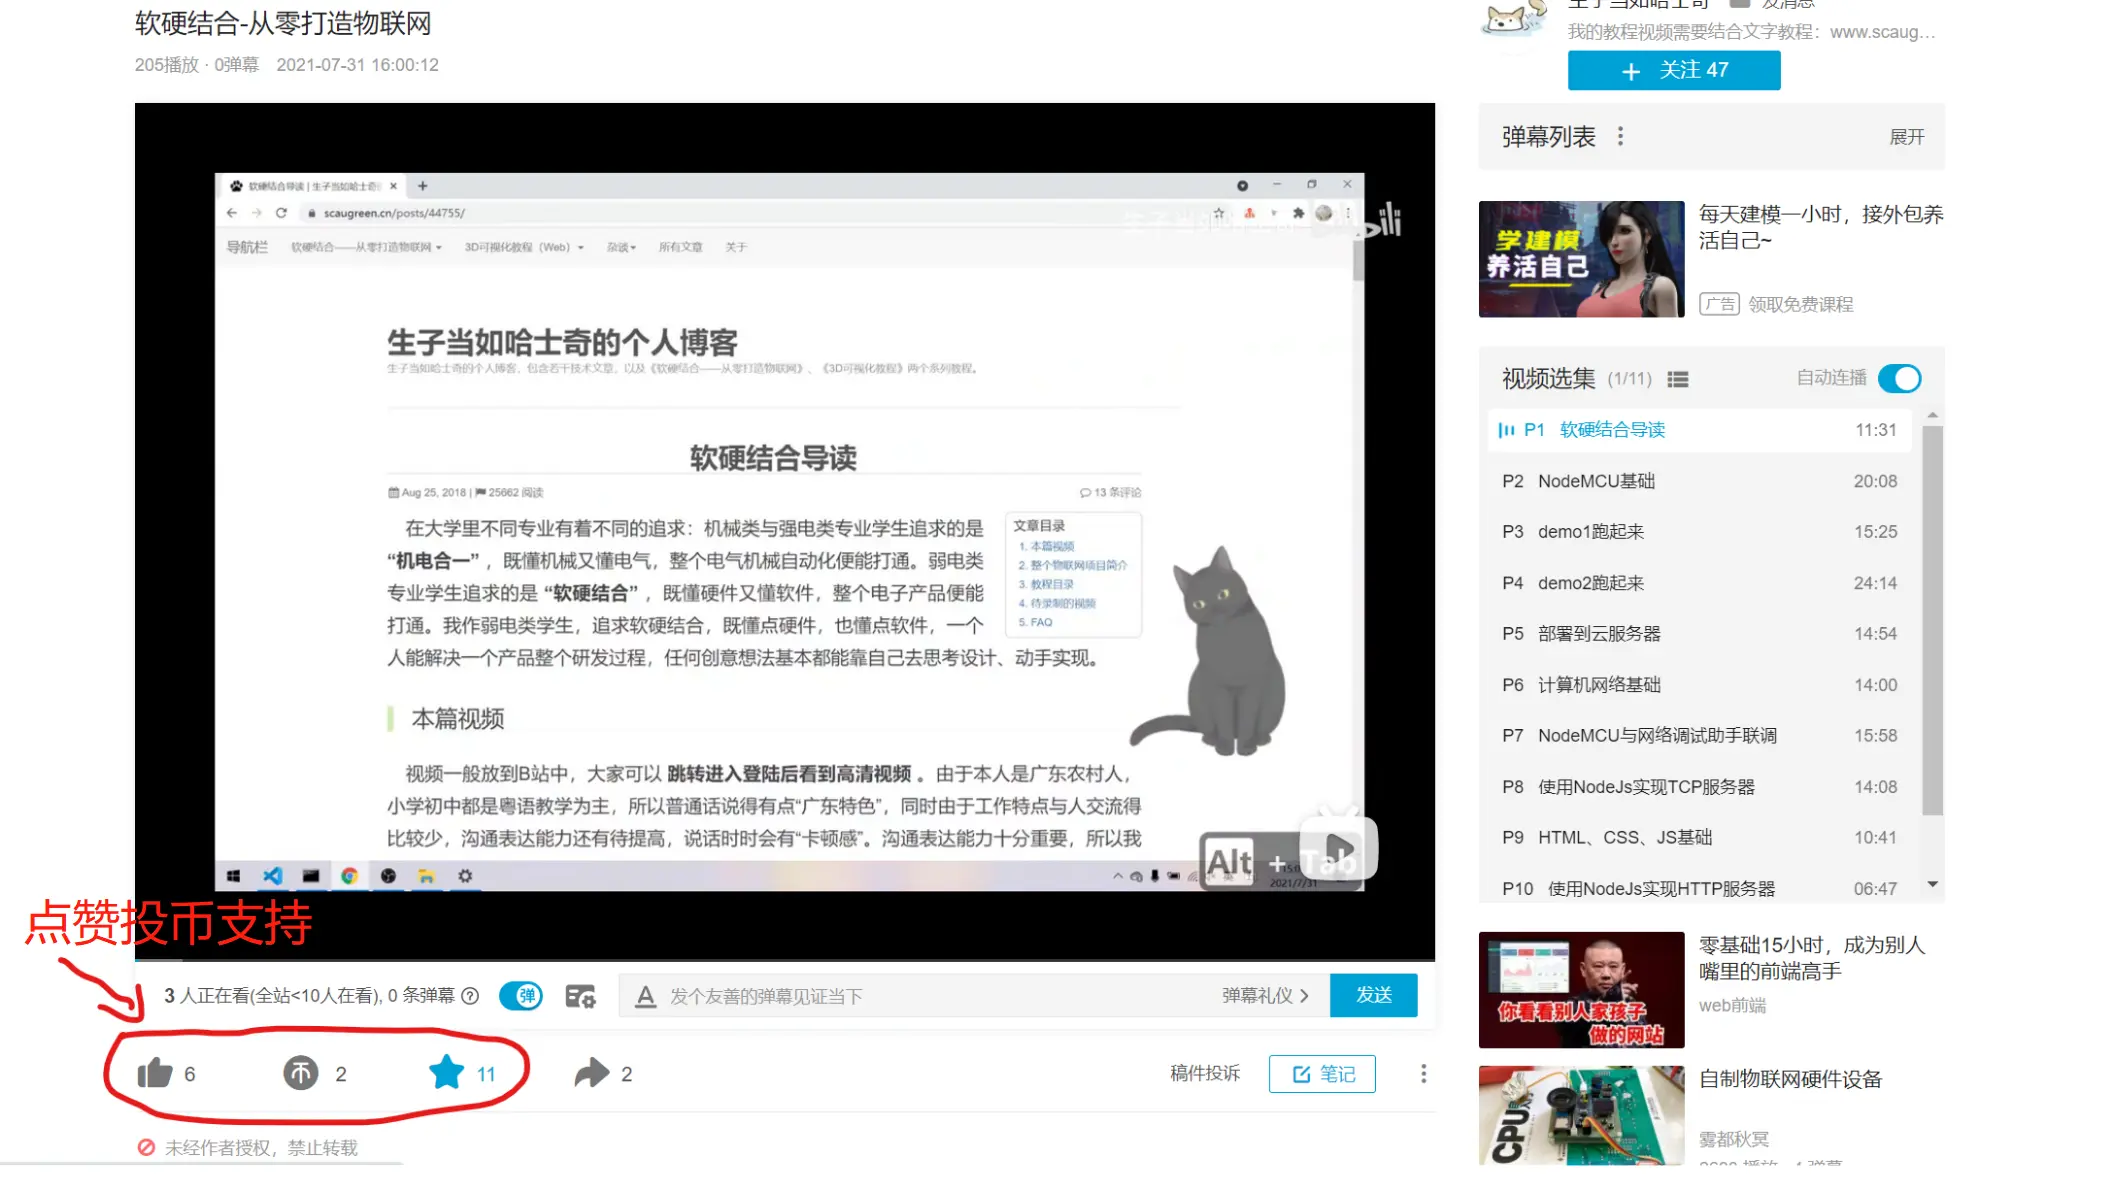 软硬结合-从零打造物联网
205播放 · 0弹幕 2021-07-31 16:00:12
我的教程视频需要结合文字教程：www.scaug…
+ 关注 47
弹幕列表
展开
软硬结合导读 | 生子当如哈士奇
scaugreen.cn/posts/44755/
导航栏 软硬结合——从零打造物联网 3D可视化教程（Web） 杂谈 所有文章 关于
bilibili
生子当如哈士奇的个人博客
生子当如哈士奇的个人博客，包含若干技术文章，以及《软硬结合——从零打造物联网》、《3D可视化教程》两个系列教程。
软硬结合导读
Aug 25, 2018 | 25662 阅读
13 条评论
在大学里不同专业有着不同的追求：机械类与强电类专业学生追求的是
“机电合一”，既懂机械又懂电气，整个电气机械自动化便能打通。弱电类
专业学生追求的是“软硬结合”，既懂硬件又懂软件，整个电子产品便能
打通。我作弱电类学生，追求软硬结合，既懂点硬件，也懂点软件，一个
人能解决一个产品整个研发过程，任何创意想法基本都能靠自己去思考设计、动手实现。
文章目录
1. 本篇视频
2. 整个物联网项目简介
3. 教程目录
4. 待录制的视频
5. FAQ
本篇视频
视频一般放到B站中，大家可以 跳转进入登陆后看到高清视频 。由于本人是广东农村人，
小学初中都是粤语教学为主，所以普通话说得有点“广东特色”，同时由于工作特点与人交流得
比较少，沟通表达能力还有待提高，说话时时会有“卡顿感”。沟通表达能力十分重要，所以我
Alt + Tab
2021/7/31
点赞投币支持
3 人正在看(全站<10人在看), 0 条弹幕
弹
A 发个友善的弹幕见证当下
弹幕礼仪
发送
6
币 2
11
2
稿件投诉
笔记
未经作者授权，禁止转载
学建模
养活自己
每天建模一小时，接外包养
活自己~
广告 领取免费课程
视频选集 (1/11)
自动连播
P1 软硬结合导读 11:31
P2 NodeMCU基础 20:08
P3 demo1跑起来 15:25
P4 demo2跑起来 24:14
P5 部署到云服务器 14:54
P6 计算机网络基础 14:00
P7 NodeMCU与网络调试助手联调 15:58
P8 使用NodeJs实现TCP服务器 14:08
P9 HTML、CSS、JS基础 10:41
P10 使用NodeJs实现HTTP服务器 06:47
你看看别人家孩子
做的网站
零基础15小时，成为别人
嘴里的前端高手
web前端
CPU
自制物联网硬件设备
雾都秋冥